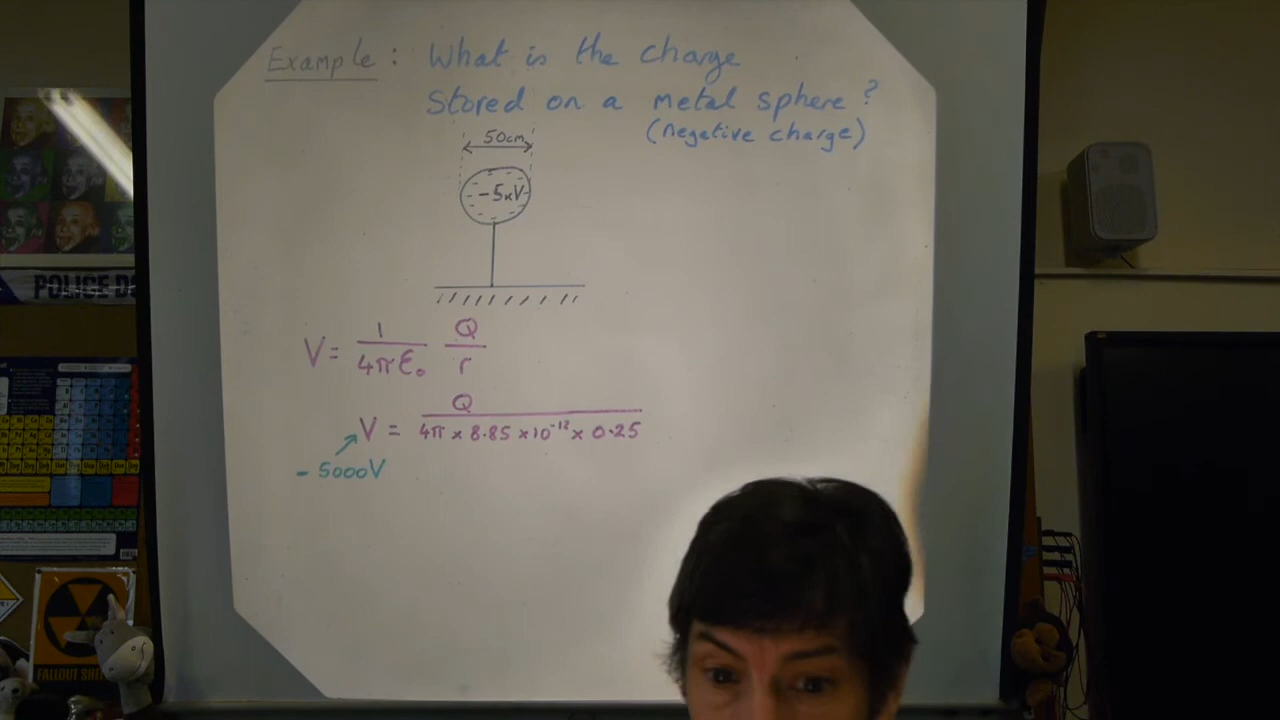 Example: What is the charge
stored on a metal sphere?
(negative charge)
50cm
-5kV
V = 1 / 4πε₀ Q / r
V = Q / 4π × 8.85 × 10⁻¹² × 0.25
- 5000V
POLICE DO
FALLOUT SHE